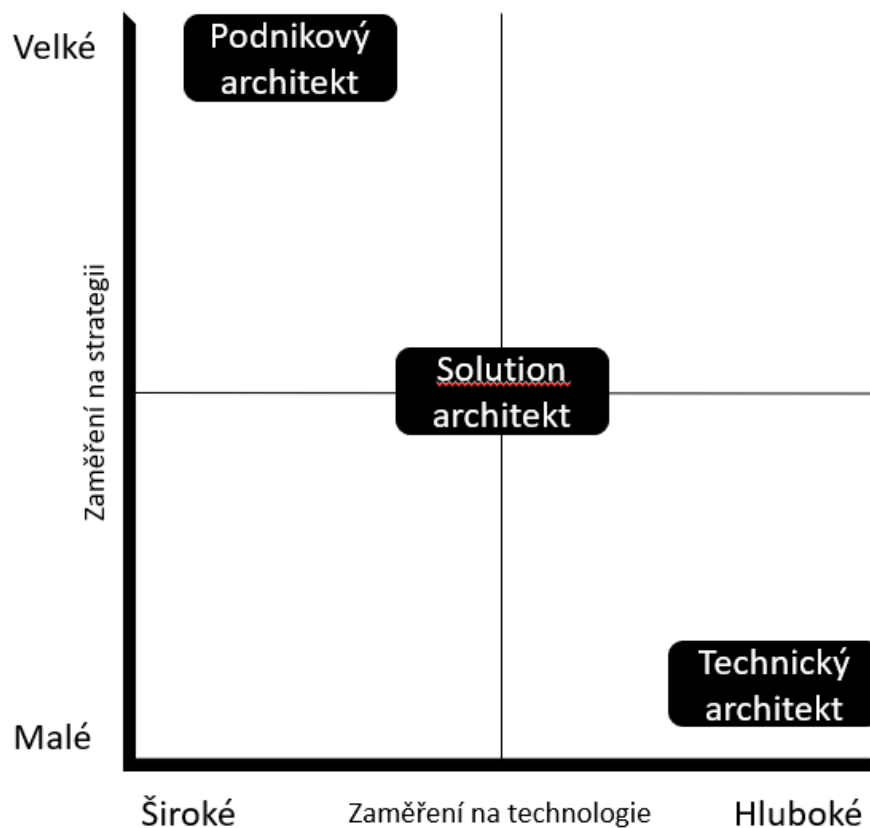 Velké
Podnikový
architekt
Zaměření na strategii
Solution
architekt
Technický
architekt
Malé
Široké
Zaměření na technologie
Hluboké